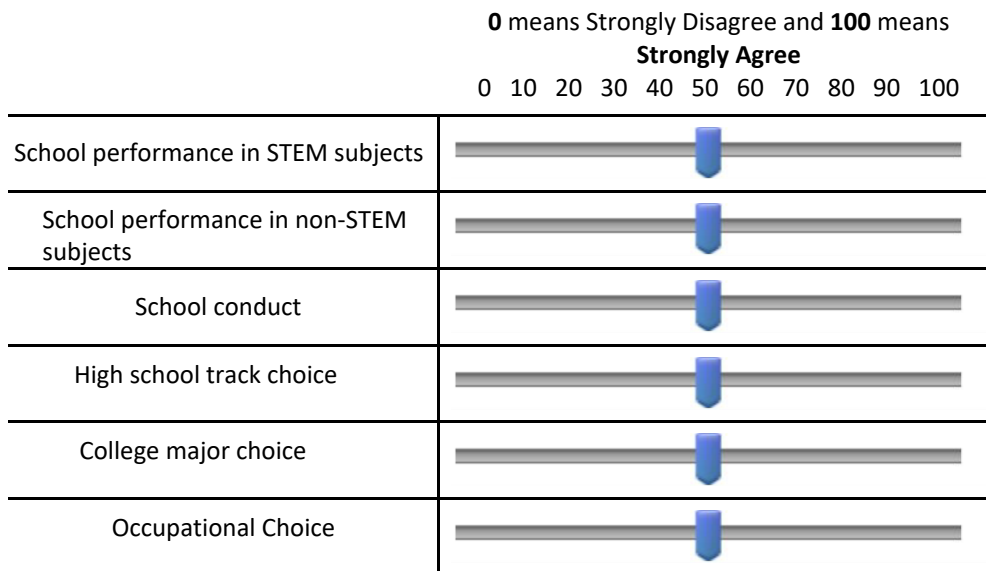 0 means Strongly Disagree and 100 means
Strongly Agree
0 10 20 30 40 50 60 70 80 90 100
School performance in STEM subjects
School performance in non-STEM
subjects
School conduct
High school track choice
College major choice
Occupational Choice